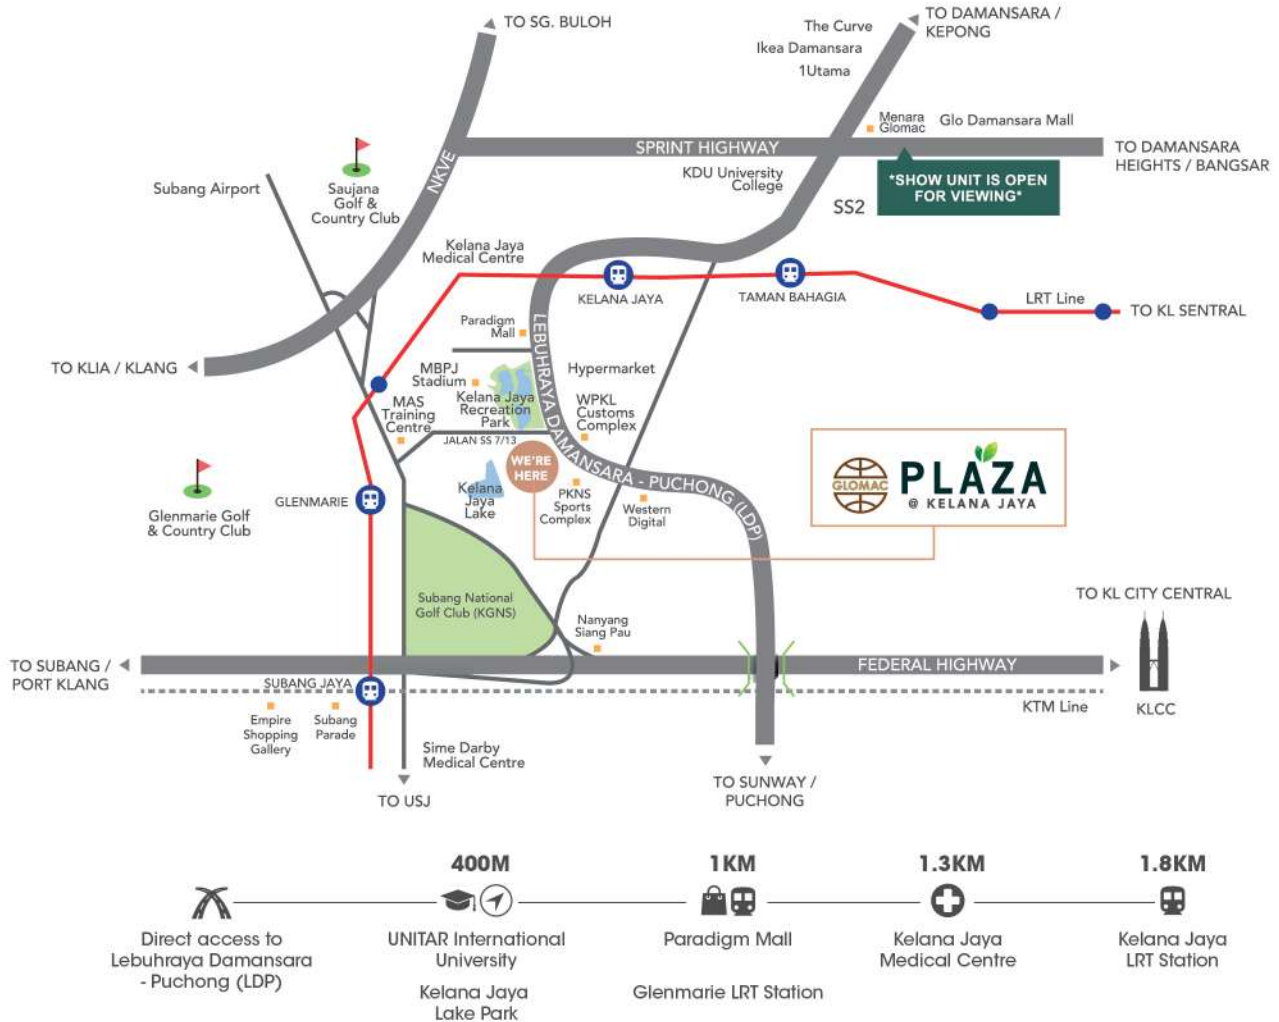 TO SG. BULOH
The Curve
Ikea Damansara
1Utama
TO DAMANSARA /
KEPONG
Menara
Glomac
Glo Damansara Mall
SPRINT HIGHWAY
TO DAMANSARA
HEIGHTS / BANGSAR
NKVE
KDU University
College
*SHOW UNIT IS OPEN
FOR VIEWING*
SS2
Subang Airport
Saujana
Golf &
Country Club
Kelana Jaya
Medical Centre
KELANA JAYA
TAMAN BAHAGIA
LRT Line
TO KL SENTRAL
Paradigm
Mall
LEBUHRAYA DAMANSARA - PUCHONG (LDP)
TO KLIA / KLANG
MBPJ
Stadium
Hypermarket
Kelana Jaya
Recreation
Park
MAS
Training
Centre
WPKL
Customs
Complex
JALAN SS 7/13
WE'RE
HERE
GLOMAC
PLAZA
@ KELANA JAYA
Kelana
Jaya
Lake
GLENMARIE
PKNS
Sports
Complex
Western
Digital
Glenmarie Golf
& Country Club
Subang National
Golf Club (KGNS)
Nanyang
Siang Pau
TO KL CITY CENTRAL
TO SUBANG /
PORT KLANG
FEDERAL HIGHWAY
SUBANG JAYA
KTM Line
KLCC
Empire
Shopping
Gallery
Subang
Parade
Sime Darby
Medical Centre
TO USJ
TO SUNWAY /
PUCHONG
Direct access to
Lebuhraya Damansara
- Puchong (LDP)
400M
UNITAR International
University
Kelana Jaya
Lake Park
1KM
Paradigm Mall
Glenmarie LRT Station
1.3KM
Kelana Jaya
Medical Centre
1.8KM
Kelana Jaya
LRT Station